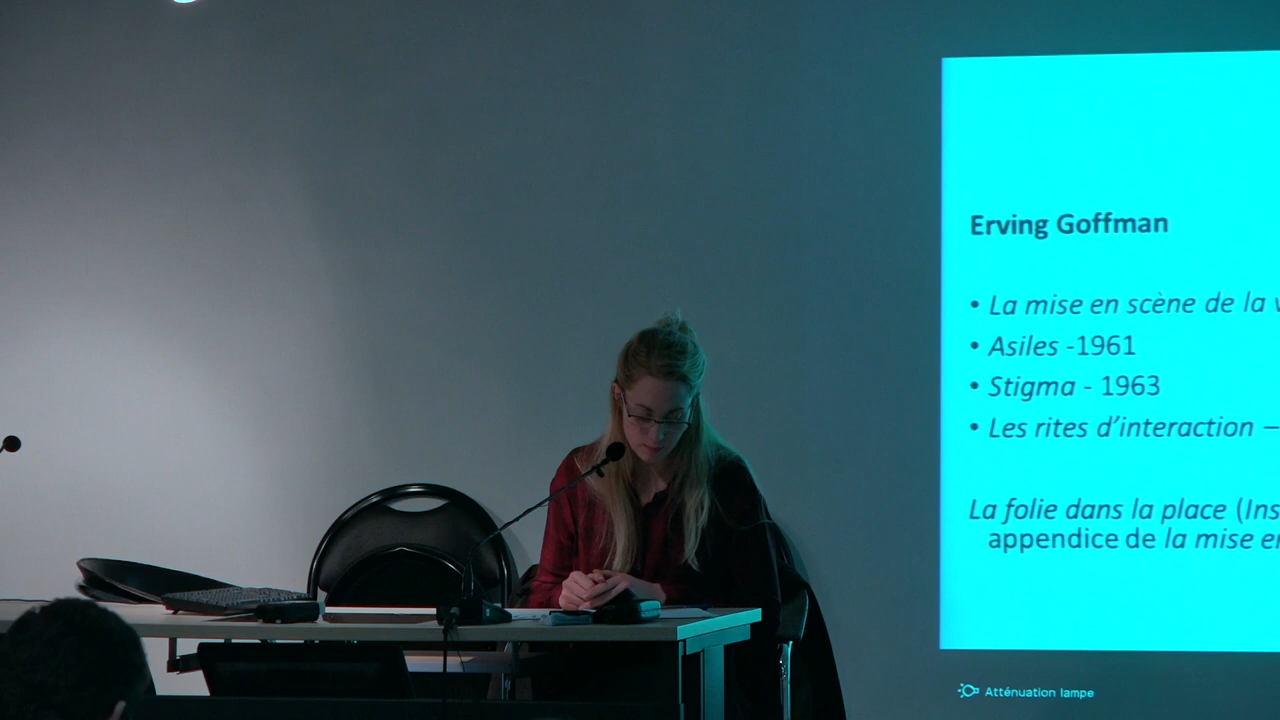 Erving Goffman
• La mise en scène de la
• Asiles -1961
• Stigma - 1963
• Les rites d'interaction –
La folie dans la place (Ins
appendice de la mise
Atténuation lampe